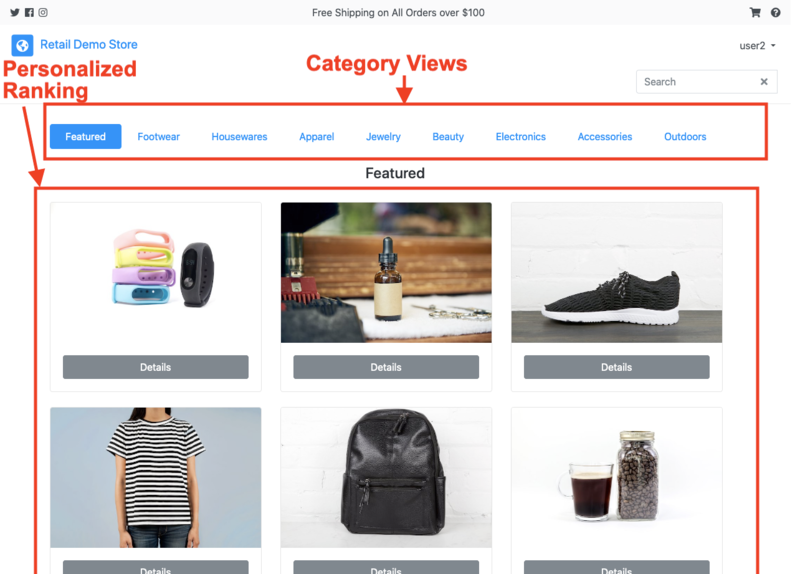 Free Shipping on All Orders over $100
Retail Demo Store
user2
Personalized
Ranking
Category Views
Search
Featured Footwear Housewares Apparel Jewelry Beauty Electronics Accessories Outdoors
Featured
Details Details Details
Details Details Details